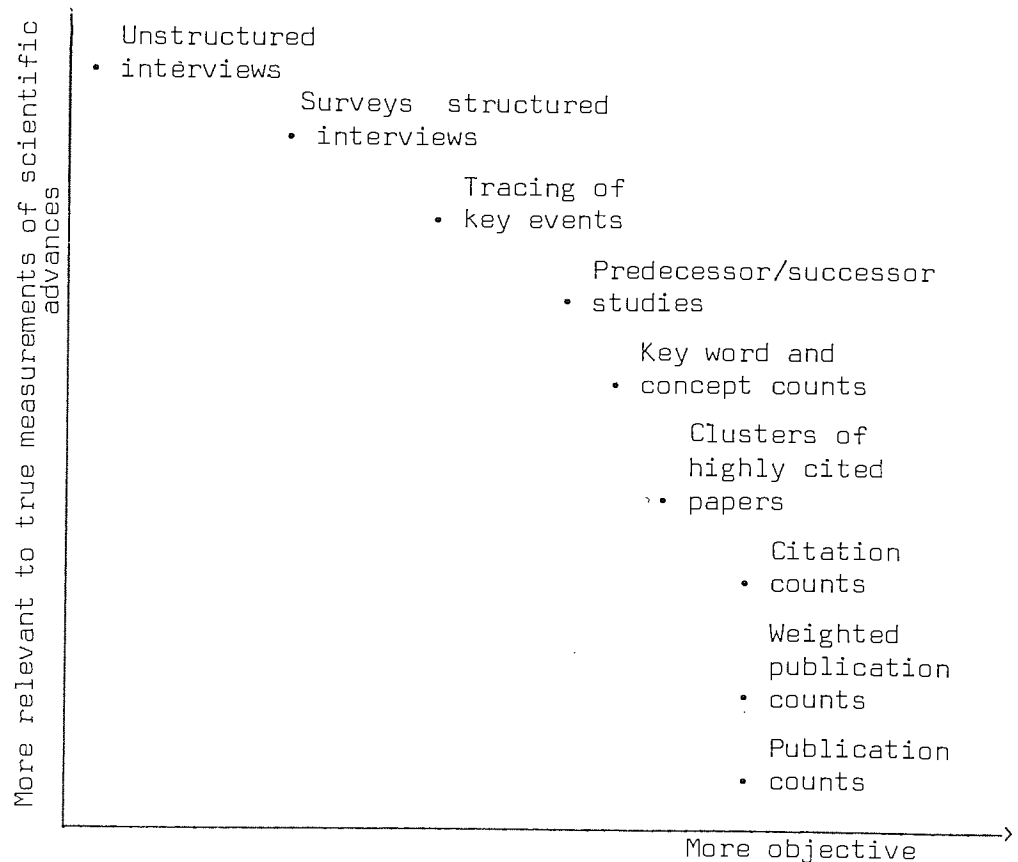 More relevant to true measurements of scientific
advances
Unstructured
• interviews
Surveys structured
• interviews
Tracing of
• key events
Predecessor/successor
• studies
Key word and
• concept counts
Clusters of
highly cited
• papers
Citation
• counts
Weighted
publication
• counts
Publication
• counts
More objective